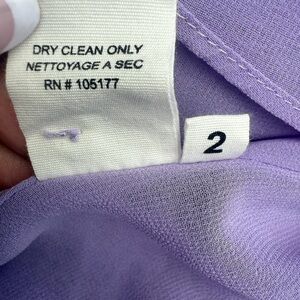 DRY CLEAN ONLY
NETTOYAGE A SEC
RN # 105177
2